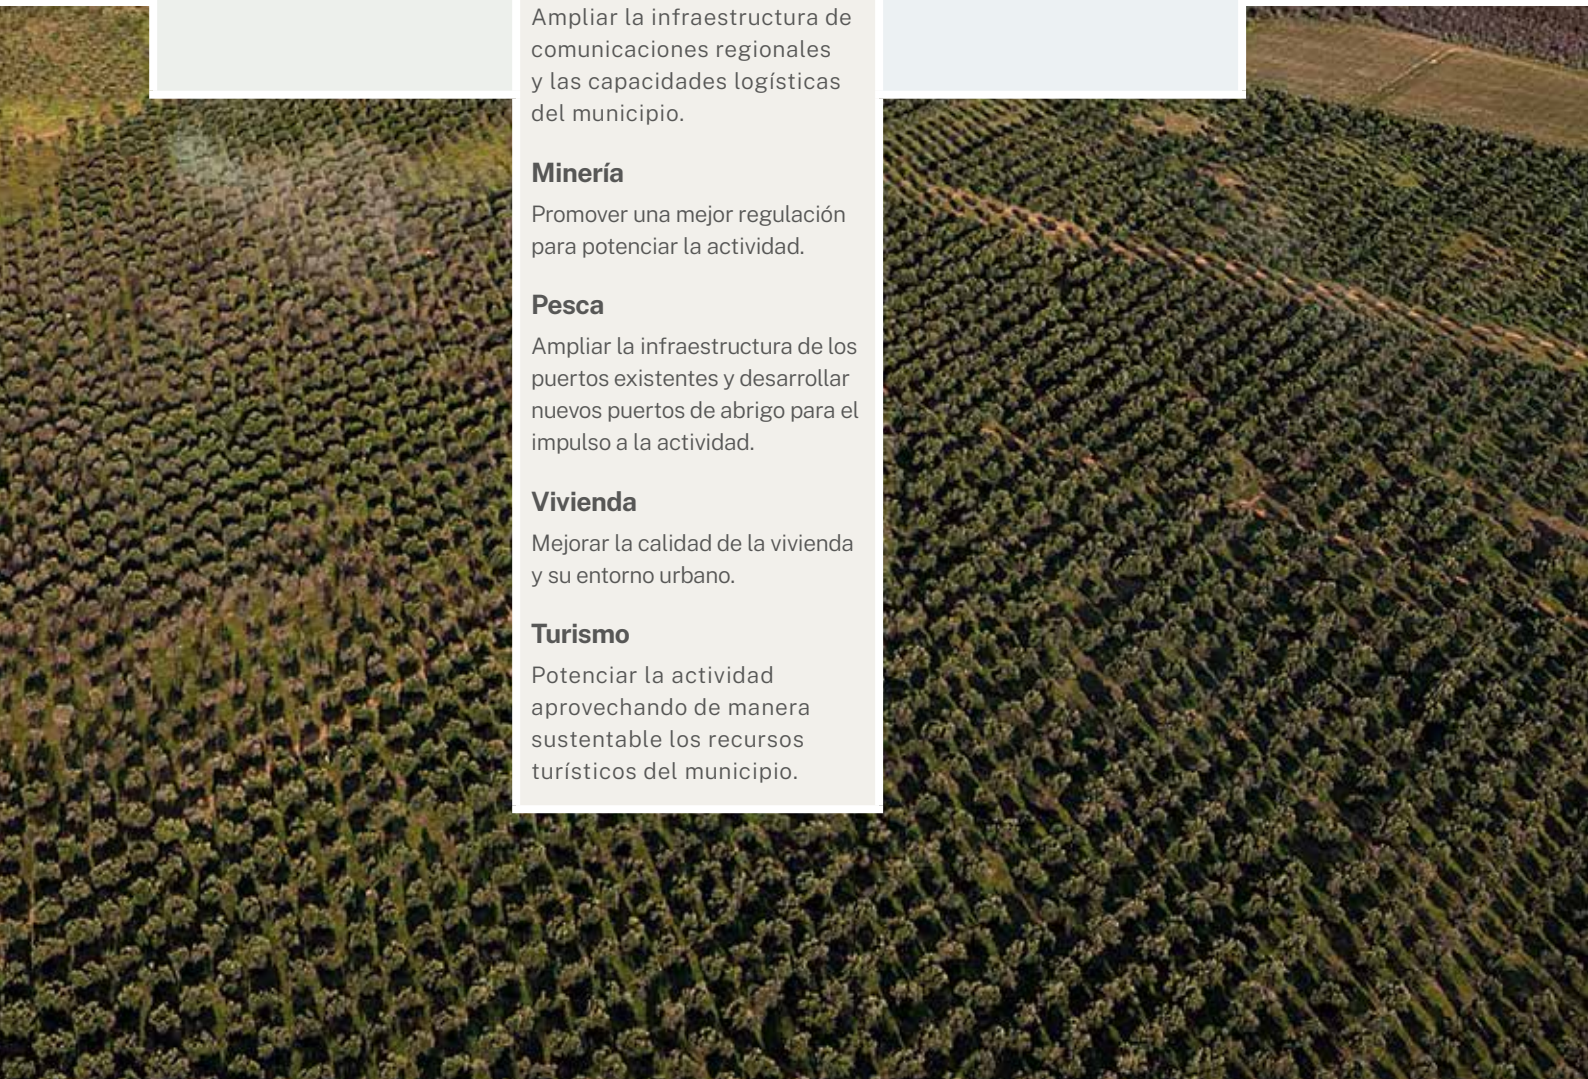 Ampliar la infraestructura de
comunicaciones regionales
y las capacidades logísticas
del municipio.
Minería
Promover una mejor regulación
para potenciar la actividad.
Pesca
Ampliar la infraestructura de los
puertos existentes y desarrollar
nuevos puertos de abrigo para el
impulso a la actividad.
Vivienda
Mejorar la calidad de la vivienda
y su entorno urbano.
Turismo
Potenciar la actividad
aprovechando de manera
sustentable los recursos
turísticos del municipio.